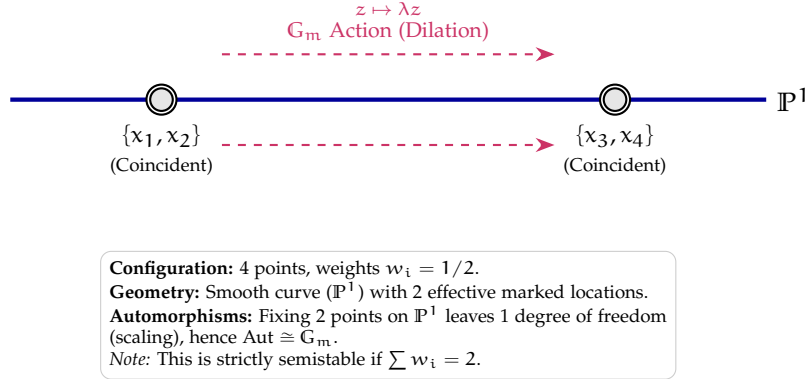 z ↦ λz
𝔾ₘ Action (Dilation)
ℙ¹
{x₁, x₂}
(Coincident)
{x₃, x₄}
(Coincident)
Configuration: 4 points, weights wᵢ = 1/2.
Geometry: Smooth curve (ℙ¹) with 2 effective marked locations.
Automorphisms: Fixing 2 points on ℙ¹ leaves 1 degree of freedom
(scaling), hence Aut ≅ 𝔾ₘ.
Note: This is strictly semistable if ∑ wᵢ = 2.